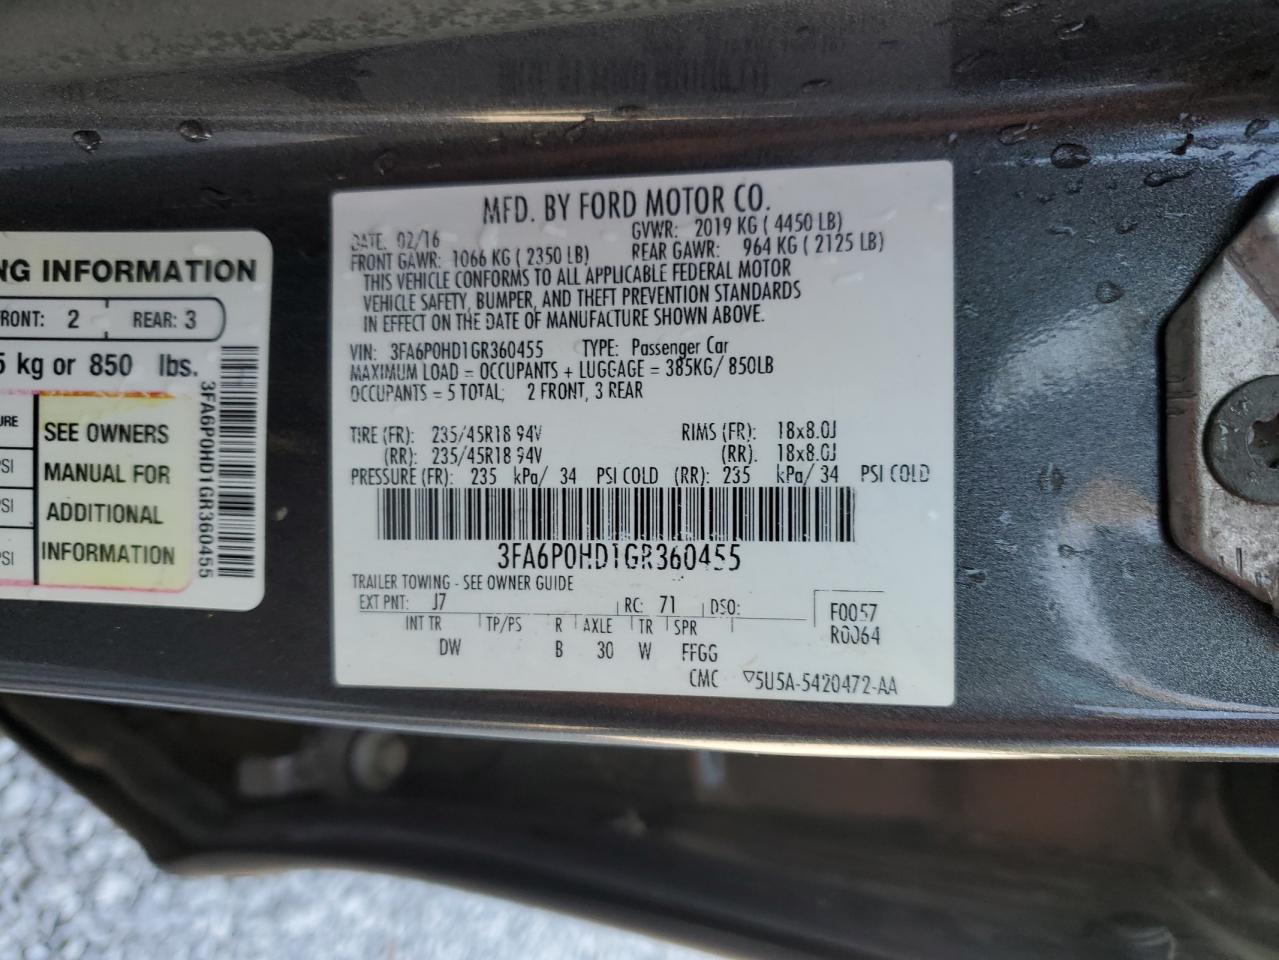 NG INFORMATION
FRONT: 2 REAR: 3
5 kg or 850 lbs.
SEE OWNERS
MANUAL FOR
ADDITIONAL
INFORMATION
3FA6P0HD1GR360455
MFD. BY FORD MOTOR CO.
DATE: 02/16 GVWR: 2019 KG ( 4450 LB)
FRONT GAWR: 1066 KG ( 2350 LB) REAR GAWR: 964 KG ( 2125 LB)
THIS VEHICLE CONFORMS TO ALL APPLICABLE FEDERAL MOTOR
VEHICLE SAFETY, BUMPER, AND THEFT PREVENTION STANDARDS
IN EFFECT ON THE DATE OF MANUFACTURE SHOWN ABOVE.
VIN: 3FA6P0HD1GR360455 TYPE: Passenger Car
MAXIMUM LOAD = OCCUPANTS + LUGGAGE = 385KG/ 850LB
OCCUPANTS = 5 TOTAL, 2 FRONT, 3 REAR
TIRE (FR): 235/45R18 94V RIMS (FR): 18x8.0J
(RR): 235/45R18 94V (RR): 18x8.0J
PRESSURE (FR): 235 kPa/ 34 PSI COLD (RR): 235 kPa/ 34 PSI COLD
3FA6P0HD1GR360455
TRAILER TOWING - SEE OWNER GUIDE
EXT PNT: J7 RC: 71 DSO: F0057
INT TR TP/PS R AXLE TR SPR R0064
DW B 30 W FFGG
CMC ▽5U5A-5420472-AA